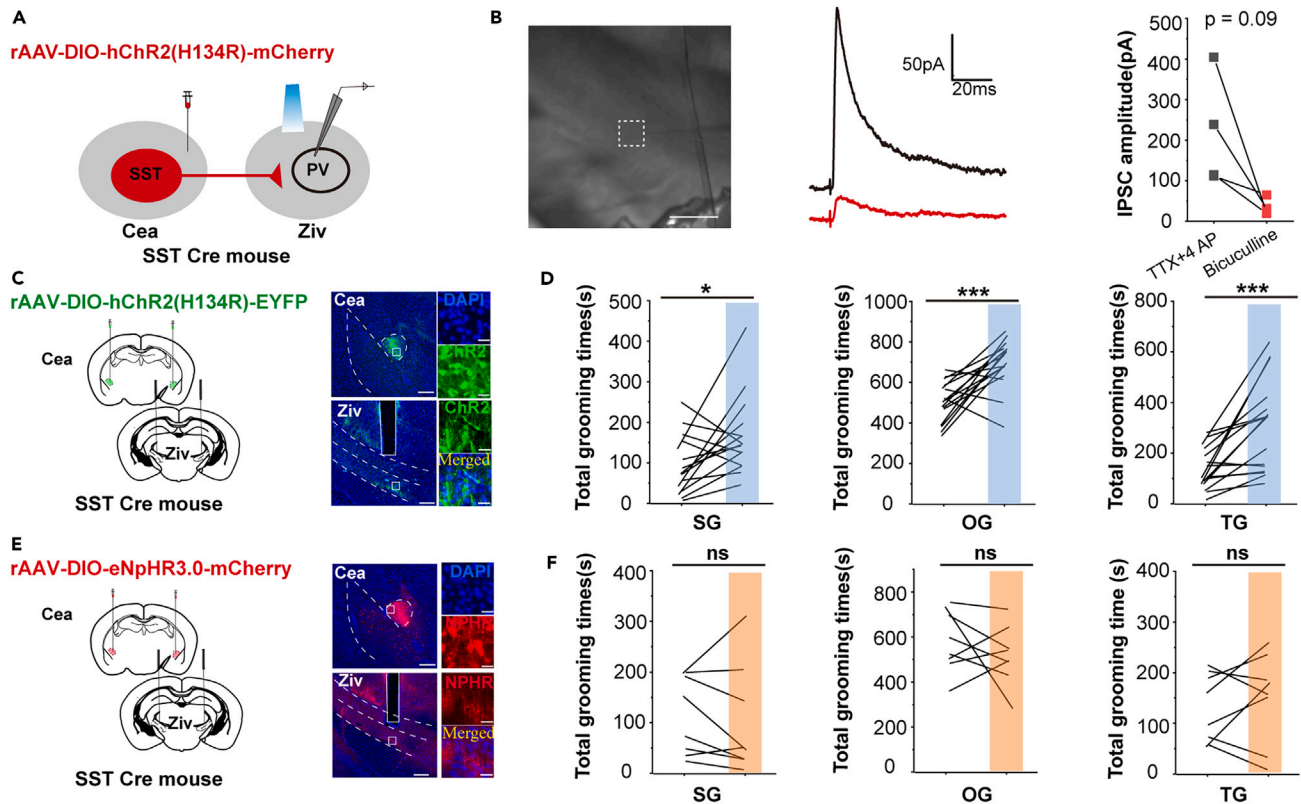 A
rAAV-DIO-hChR2(H134R)-mCherry
SST
PV
Cea
Ziv
SST Cre mouse
B
50pA
20ms
p = 0.09
IPSC amplitude(pA)
500
400
300
200
100
0
TTX+4 AP
Bicuculline
C
rAAV-DIO-hChR2(H134R)-EYFP
Cea
Ziv
SST Cre mouse
Cea
DAPI
ChR2
Ziv
ChR2
Merged
D
Total grooming times(s)
500
400
300
200
100
0
*
SG
Total grooming times(s)
1000
800
600
400
200
0
***
OG
Total grooming times(s)
800
600
400
200
0
***
TG
E
rAAV-DIO-eNpHR3.0-mCherry
Cea
Ziv
SST Cre mouse
Cea
DAPI
NPHR
Ziv
NPHR
Merged
F
Total grooming times(s)
400
300
200
100
0
ns
SG
Total grooming times(s)
800
600
400
200
0
ns
OG
Total grooming time (s)
400
300
200
100
0
ns
TG